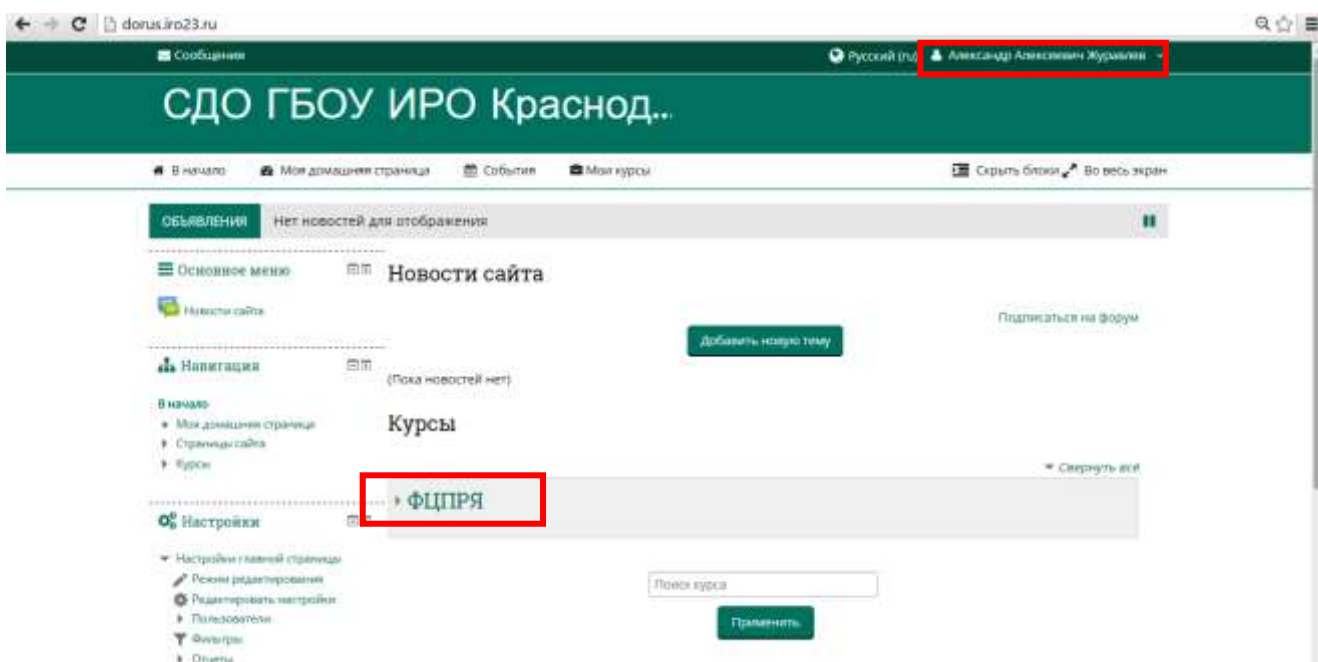 dorus.iro23.ru
Сообщения Русский (ru) Александр Алексеевич Журавлев
СДО ГБОУ ИРО Краснод...
В начало Моя домашняя страница События Мои курсы Скрыть блоки Во весь экран
ОБЪЯВЛЕНИЯ Нет новостей для отображения
Основное меню
Новости сайта
Навигация
В начало
Моя домашняя страница
Страницы сайта
Курсы
Настройки
Настройки главной страницы
Режим редактирования
Редактировать настройки
Пользователи
Фильтры
Отчеты
Новости сайта
Подписаться на форум
Добавить новую тему
(Пока новостей нет)
Курсы
Свернуть всё
ФЦПРЯ
Поиск курса
Применить